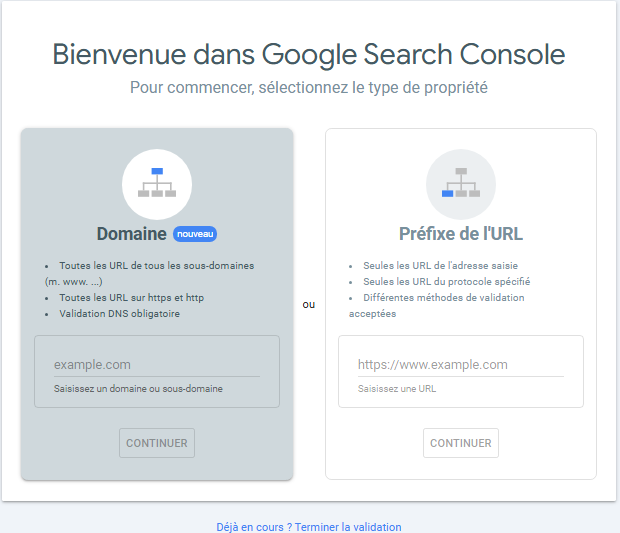 Bienvenue dans Google Search Console
Pour commencer, sélectionnez le type de propriété
Domaine nouveau
• Toutes les URL de tous les sous-domaines
(m. www. ...)
• Toutes les URL sur https et http
• Validation DNS obligatoire
example.com
Saisissez un domaine ou sous-domaine
CONTINUER
ou
Préfixe de l'URL
• Seules les URL de l'adresse saisie
• Seules les URL du protocole spécifié
• Différentes méthodes de validation
acceptées
https://www.example.com
Saisissez une URL
CONTINUER
Déjà en cours ? Terminer la validation